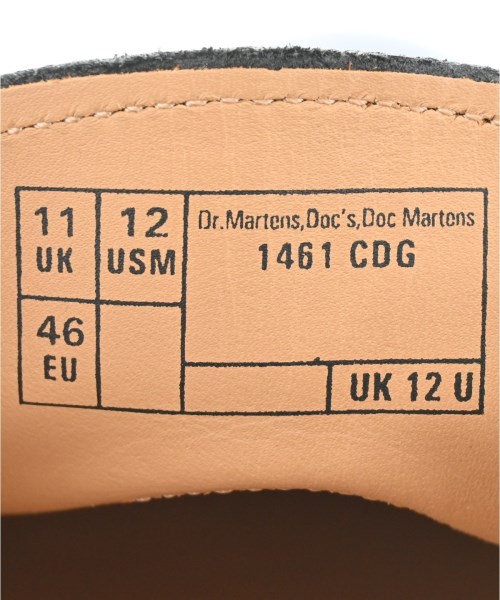 11
UK
12
USM
46
EU
Dr.Martens,Doc's,Doc Martens
1461 CDG
UK 12 U